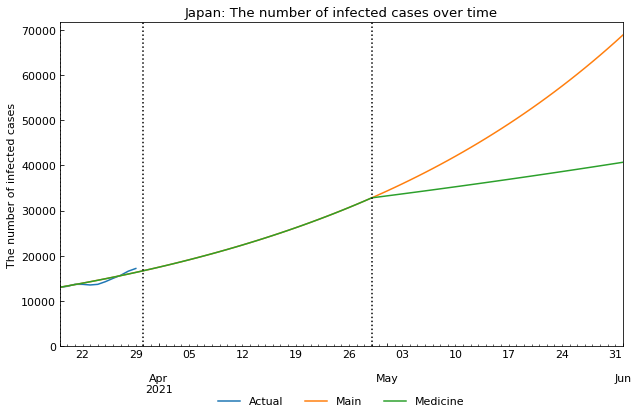 Japan: The number of infected cases over time
The number of infected cases
70000
60000
50000
40000
30000
20000
10000
0
22 29 05 12 19 26 03 10 17 24 31
Apr May Jun
2021
Actual Main Medicine